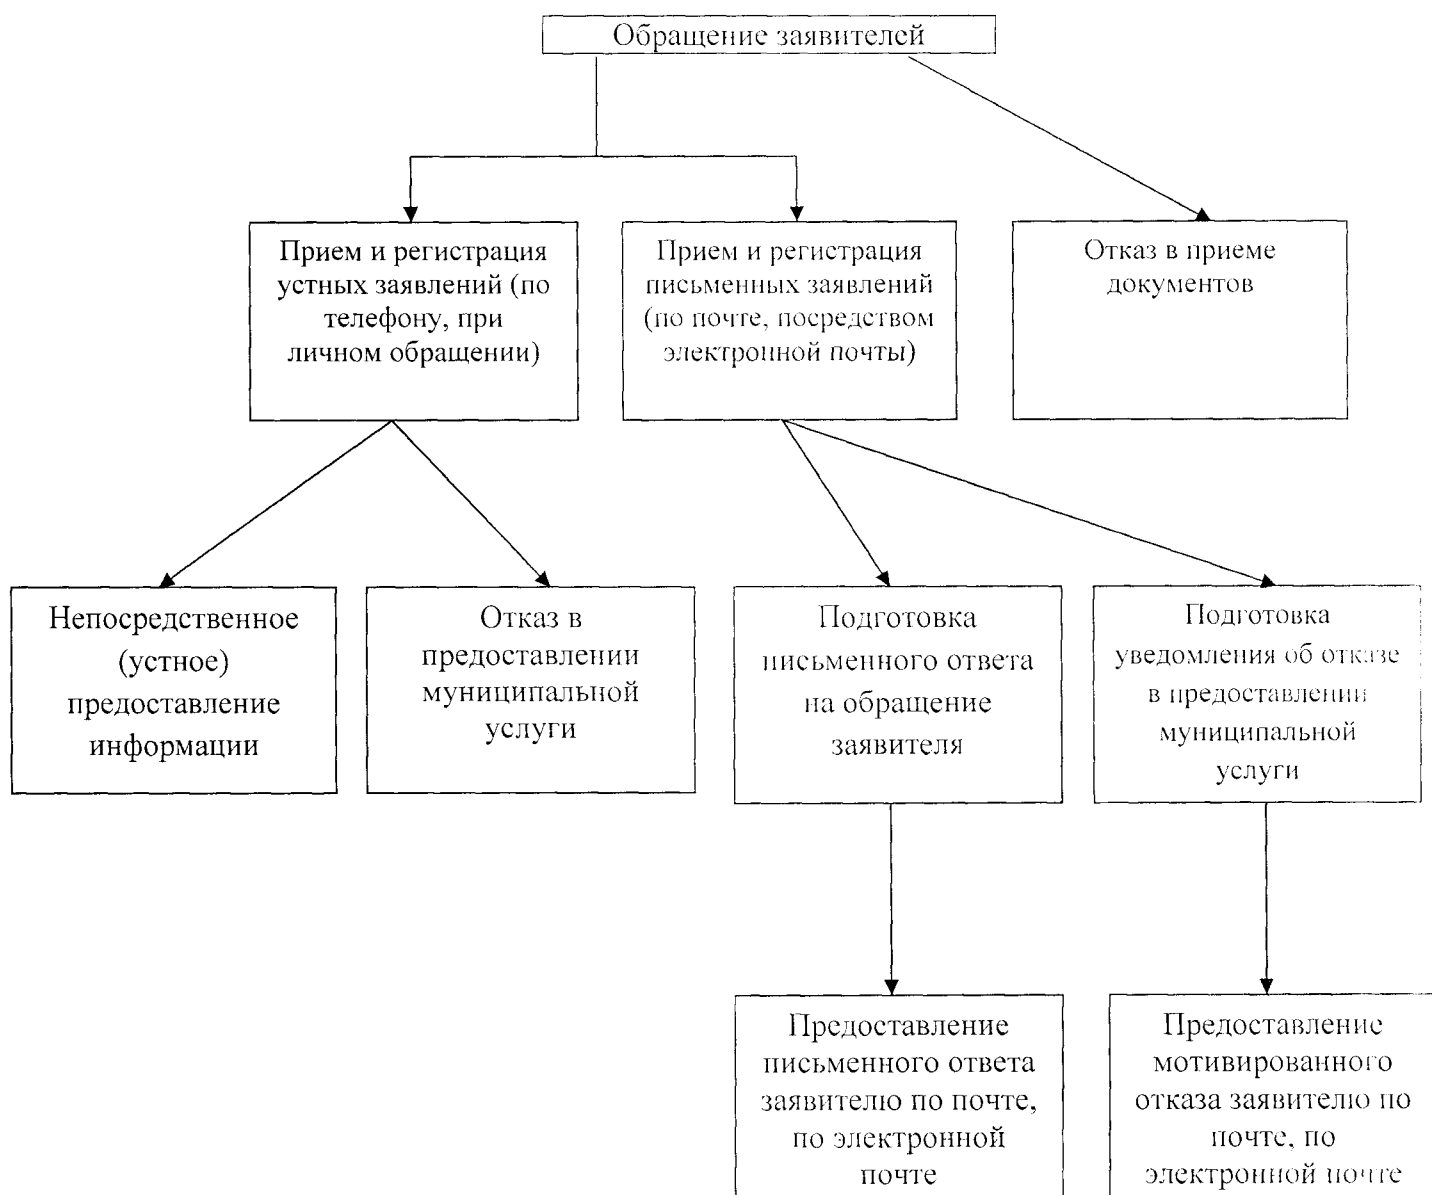 Обращение заявителей
Прием и регистрация
устных заявлений (по
телефону, при
личном обращении)
Прием и регистрация
письменных заявлений
(по почте, посредством
электронной почты)
Отказ в приеме
документов
Непосредственное
(устное)
предоставление
информации
Отказ в
предоставлении
муниципальной
услуги
Подготовка
письменного ответа
на обращение
заявителя
Подготовка
уведомления об отказе
в предоставлении
муниципальной
услуги
Предоставление
письменного ответа
заявителю по почте,
по электронной
почте
Предоставление
мотивированного
отказа заявителю по
почте, по
электронной почте